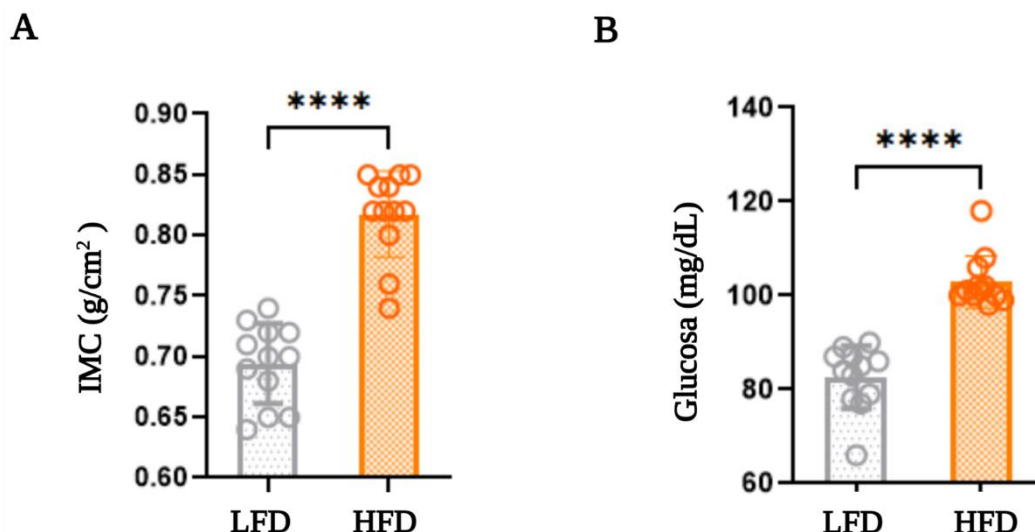 A
IMC (g/cm²)
0.90
0.85
0.80
0.75
0.70
0.65
0.60
****
LFD HFD
B
Glucosa (mg/dL)
140
120
100
80
60
****
LFD HFD